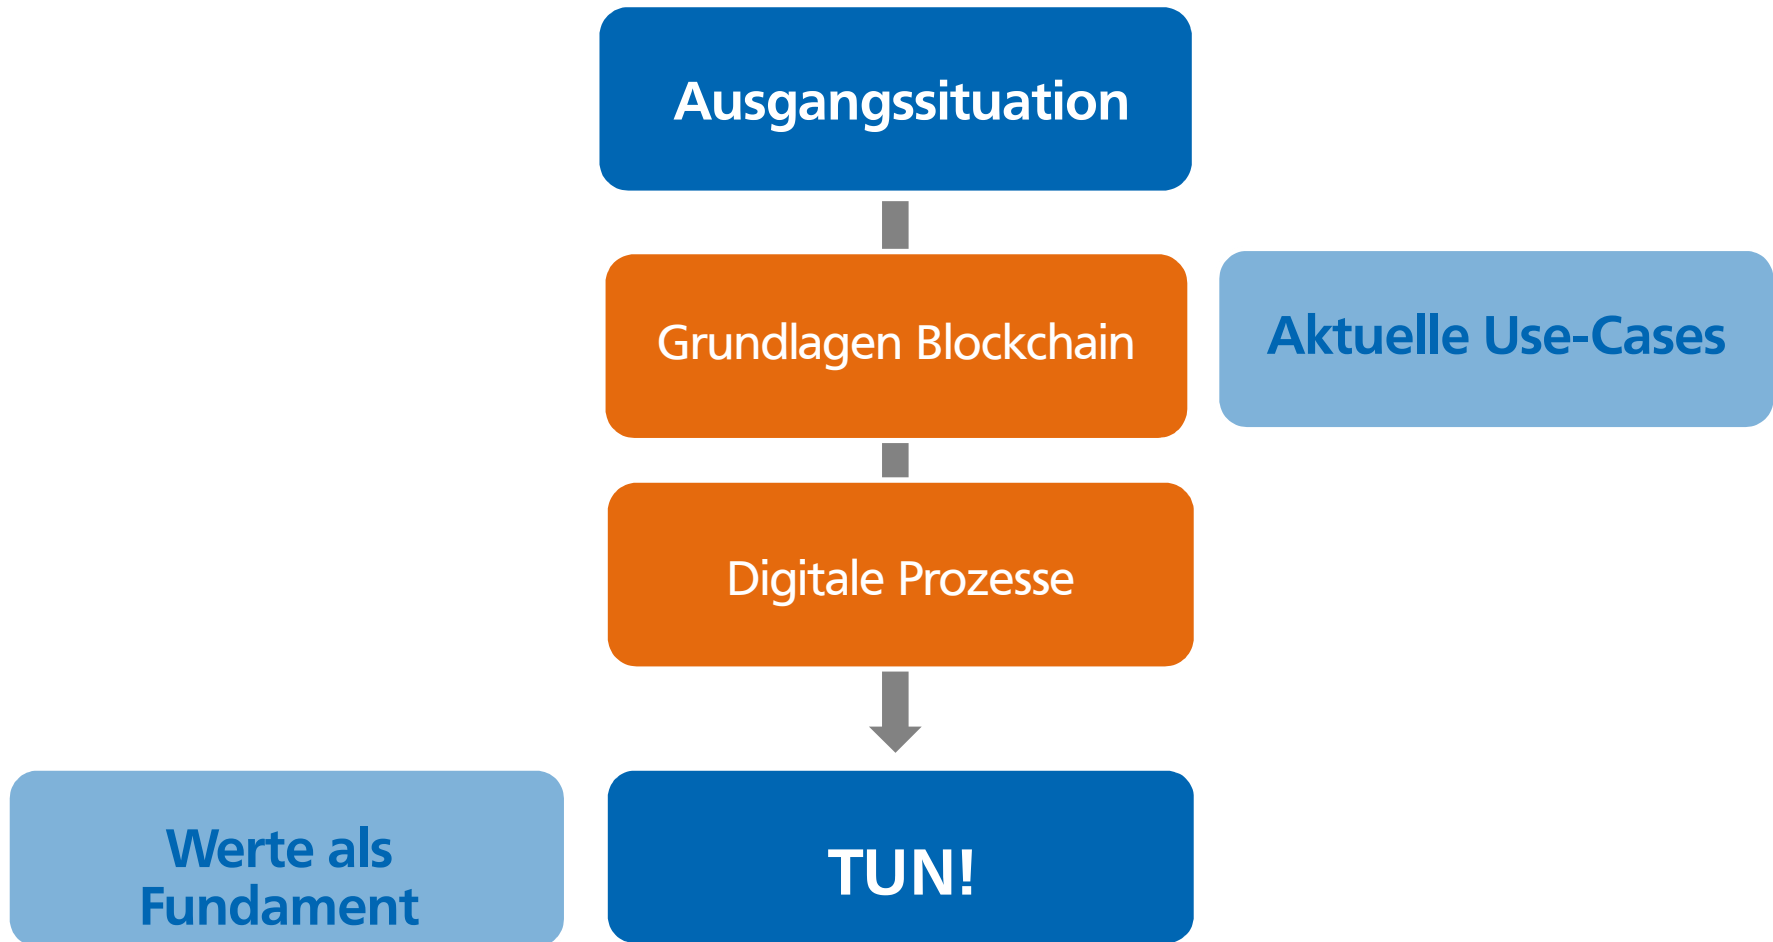 Ausgangssituation
Grundlagen Blockchain
Aktuelle Use-Cases
Digitale Prozesse
Werte als
Fundament
TUN!